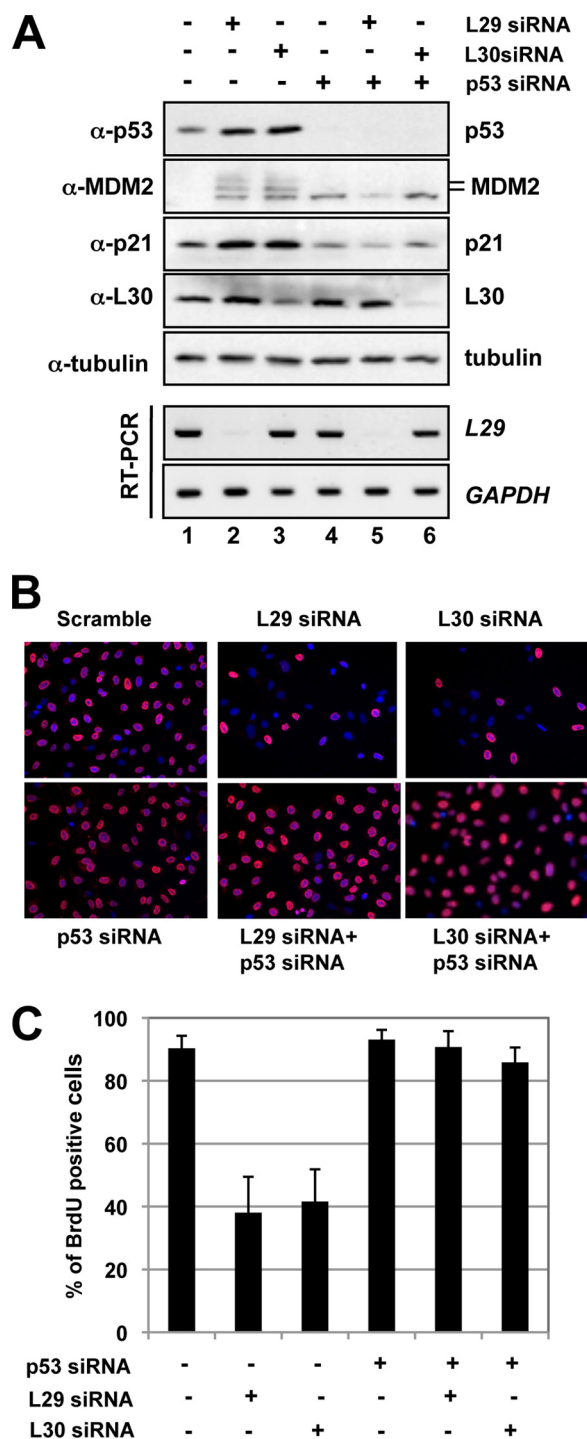 A
- + - - + - L29 siRNA
- - + - - + L30siRNA
- - - + + + p53 siRNA
α-p53 p53
α-MDM2 MDM2
α-p21 p21
α-L30 L30
α-tubulin tubulin
RT-PCR
L29
GAPDH
1 2 3 4 5 6
B
Scramble L29 siRNA L30 siRNA
p53 siRNA L29 siRNA+ L30 siRNA+
p53 siRNA p53 siRNA
C
% of BrdU positive cells
100
80
60
40
20
0
p53 siRNA - - - + + +
L29 siRNA - + - - + -
L30 siRNA - - + - - +